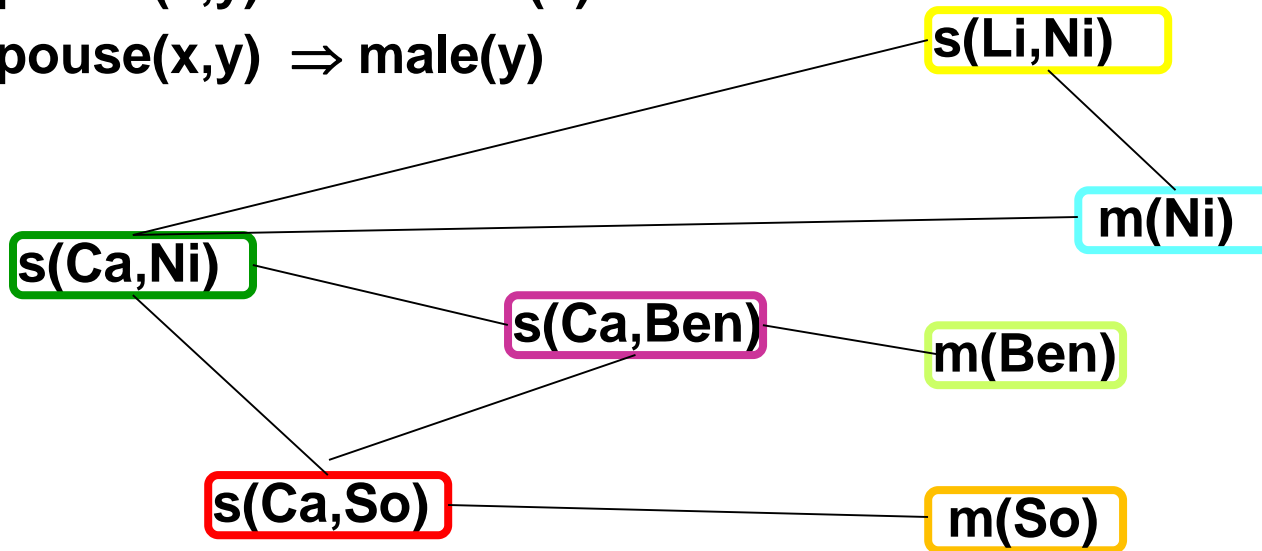 pouse(x,y) ⇒ male(y)
s(Li,Ni)
m(Ni)
s(Ca,Ni)
s(Ca,Ben)
m(Ben)
s(Ca,So)
m(So)